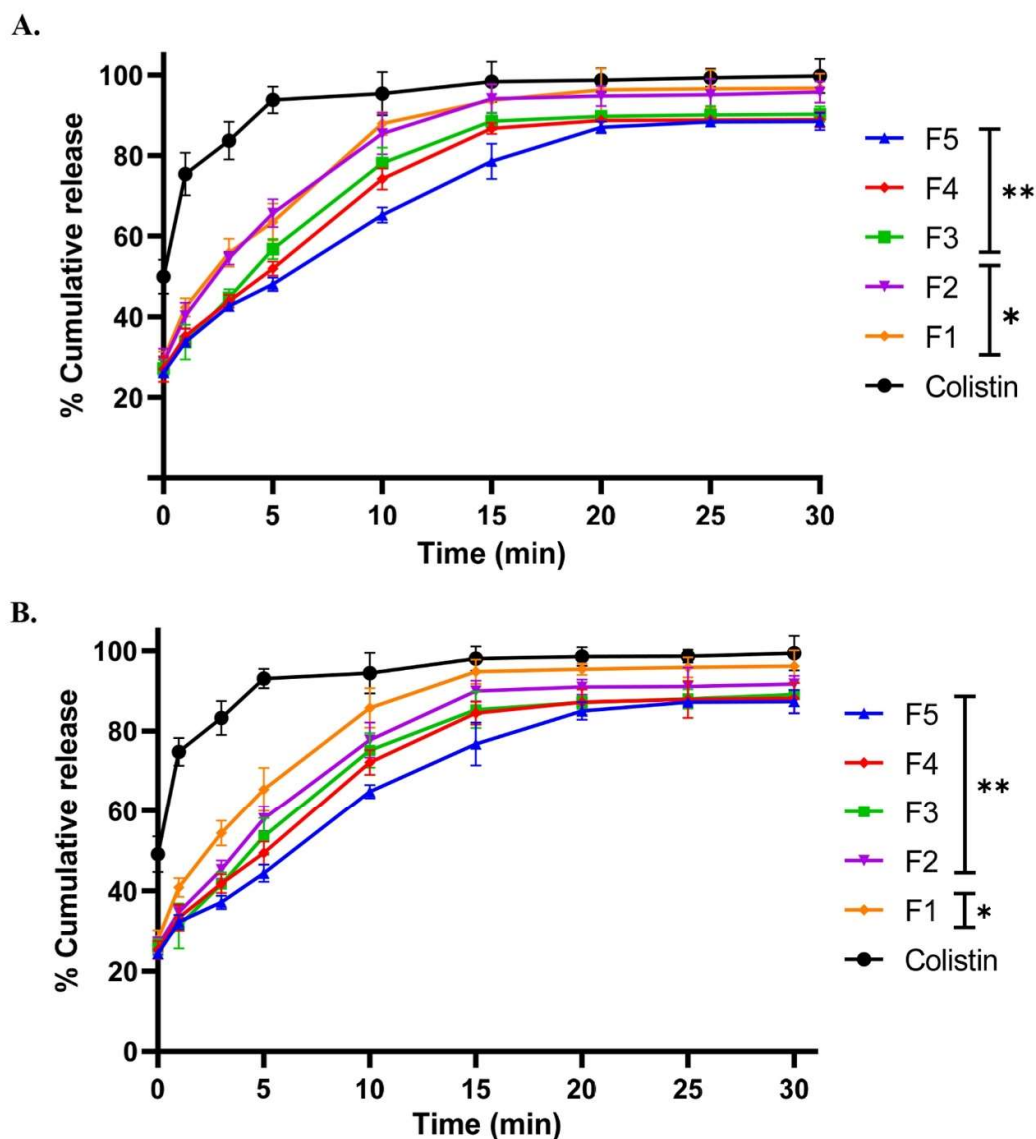 A.
% Cumulative release
100
80
60
40
20
0 5 10 15 20 25 30
Time (min)
F5
F4
F3
**
F2
F1
*
Colistin
B.
% Cumulative release
100
80
60
40
20
0
0 5 10 15 20 25 30
Time (min)
F5
F4
F3
F2
**
F1 *
Colistin